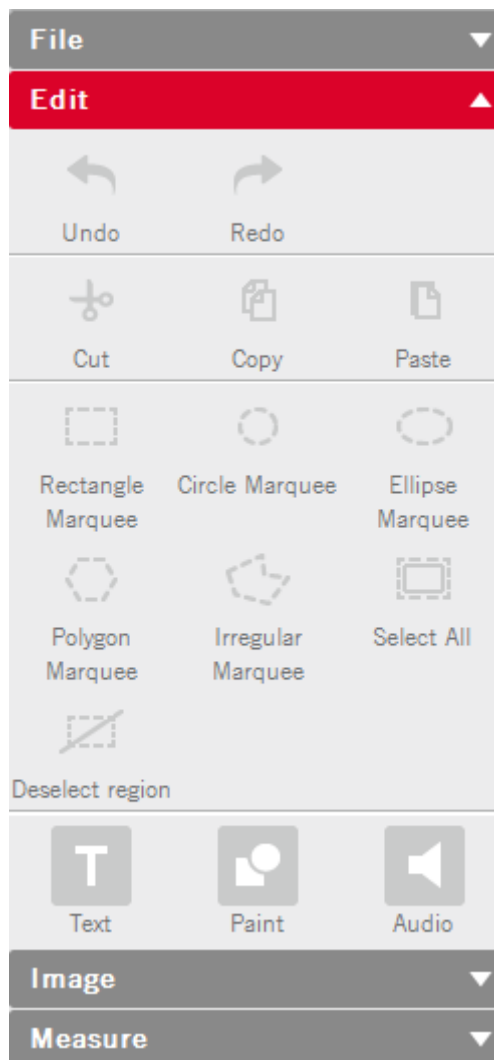 File
Edit
Undo Redo
Cut Copy Paste
Rectangle Circle Marquee Ellipse
Marquee Marquee
Polygon Irregular Select All
Marquee Marquee
Deselect region
T
Text Paint Audio
Image
Measure